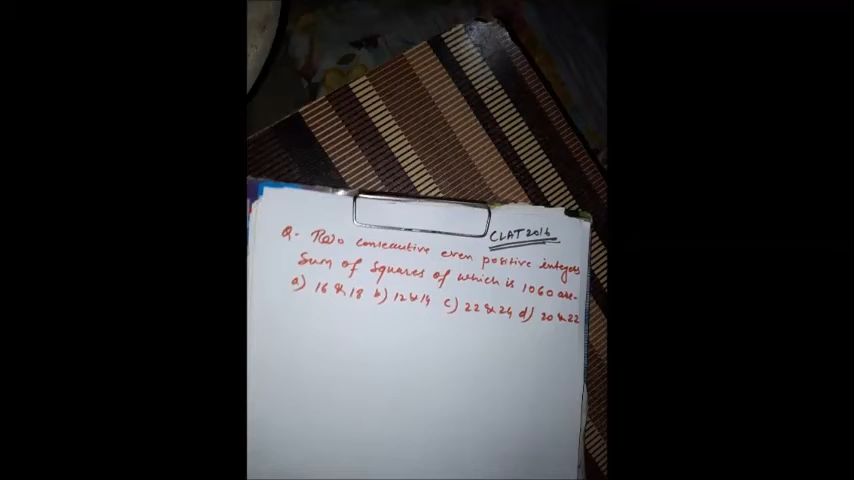 CLAT 2016
Q. Two consecutive even positive integers
Sum of Squares of which is 1060 are-
a) 16 & 18 b) 12 & 14 c) 22 & 24 d) 20 & 22